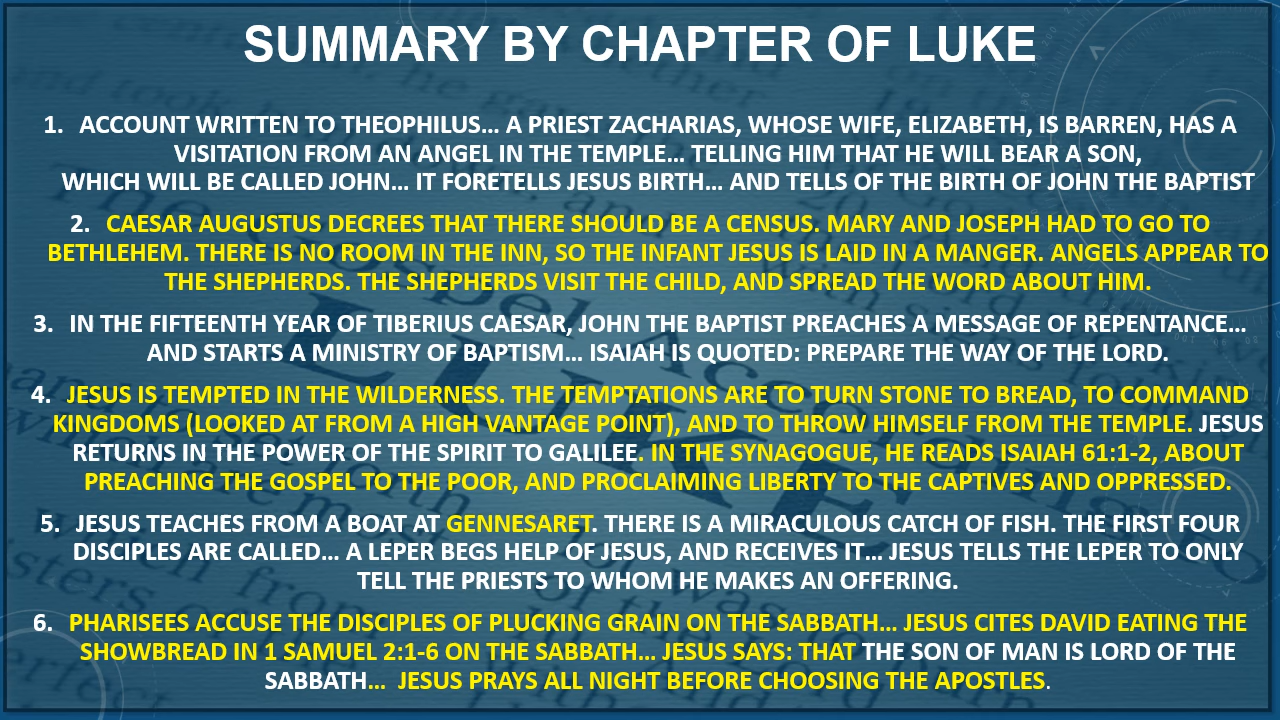 SUMMARY BY CHAPTER OF LUKE
1. ACCOUNT WRITTEN TO THEOPHILUS... A PRIEST ZACHARIAS, WHOSE WIFE, ELIZABETH, IS BARREN, HAS A
VISITATION FROM AN ANGEL IN THE TEMPLE... TELLING HIM THAT HE WILL BEAR A SON,
WHICH WILL BE CALLED JOHN... IT FORETELLS JESUS BIRTH... AND TELLS OF THE BIRTH OF JOHN THE BAPTIST
2. CAESAR AUGUSTUS DECREES THAT THERE SHOULD BE A CENSUS. MARY AND JOSEPH HAD TO GO TO
BETHLEHEM. THERE IS NO ROOM IN THE INN, SO THE INFANT JESUS IS LAID IN A MANGER. ANGELS APPEAR TO
THE SHEPHERDS. THE SHEPHERDS VISIT THE CHILD, AND SPREAD THE WORD ABOUT HIM.
3. IN THE FIFTEENTH YEAR OF TIBERIUS CAESAR, JOHN THE BAPTIST PREACHES A MESSAGE OF REPENTANCE...
AND STARTS A MINISTRY OF BAPTISM... ISAIAH IS QUOTED: PREPARE THE WAY OF THE LORD.
4. JESUS IS TEMPTED IN THE WILDERNESS. THE TEMPTATIONS ARE TO TURN STONE TO BREAD, TO COMMAND
KINGDOMS (LOOKED AT FROM A HIGH VANTAGE POINT), AND TO THROW HIMSELF FROM THE TEMPLE. JESUS
RETURNS IN THE POWER OF THE SPIRIT TO GALILEE. IN THE SYNAGOGUE, HE READS ISAIAH 61:1-2, ABOUT
PREACHING THE GOSPEL TO THE POOR, AND PROCLAIMING LIBERTY TO THE CAPTIVES AND OPPRESSED.
5. JESUS TEACHES FROM A BOAT AT GENNESARET. THERE IS A MIRACULOUS CATCH OF FISH. THE FIRST FOUR
DISCIPLES ARE CALLED... A LEPER BEGS HELP OF JESUS, AND RECEIVES IT... JESUS TELLS THE LEPER TO ONLY
TELL THE PRIESTS TO WHOM HE MAKES AN OFFERING.
6. PHARISEES ACCUSE THE DISCIPLES OF PLUCKING GRAIN ON THE SABBATH... JESUS CITES DAVID EATING THE
SHOWBREAD IN 1 SAMUEL 2:1-6 ON THE SABBATH... JESUS SAYS: THAT THE SON OF MAN IS LORD OF THE
SABBATH... JESUS PRAYS ALL NIGHT BEFORE CHOOSING THE APOSTLES.